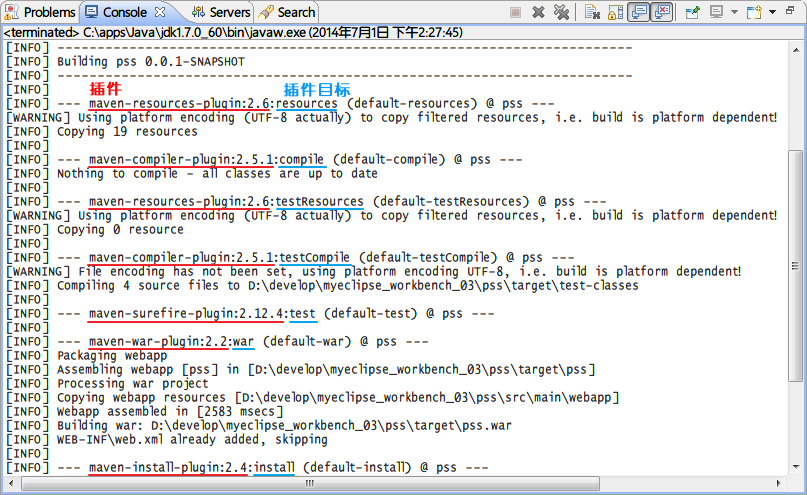 Problems Console Servers Search
<terminated> C:\apps\Java\jdk1.7.0_60\bin\javaw.exe (2014年7月1日 下午2:27:45)
[INFO] ------------------------------------------------------------------------
[INFO] Building pss 0.0.1-SNAPSHOT
[INFO] ------------------------------------------------------------------------
[INFO] 插件 插件目标
[INFO] --- maven-resources-plugin:2.6:resources (default-resources) @ pss ---
[WARNING] Using platform encoding (UTF-8 actually) to copy filtered resources, i.e. build is platform dependent!
[INFO] Copying 19 resources
[INFO]
[INFO] --- maven-compiler-plugin:2.5.1:compile (default-compile) @ pss ---
[INFO] Nothing to compile - all classes are up to date
[INFO]
[INFO] --- maven-resources-plugin:2.6:testResources (default-testResources) @ pss ---
[WARNING] Using platform encoding (UTF-8 actually) to copy filtered resources, i.e. build is platform dependent!
[INFO] Copying 0 resource
[INFO]
[INFO] --- maven-compiler-plugin:2.5.1:testCompile (default-testCompile) @ pss ---
[WARNING] File encoding has not been set, using platform encoding UTF-8, i.e. build is platform dependent!
[INFO] Compiling 4 source files to D:\develop\myeclipse_workbench_03\pss\target\test-classes
[INFO]
[INFO] --- maven-surefire-plugin:2.12.4:test (default-test) @ pss ---
[INFO]
[INFO] --- maven-war-plugin:2.2:war (default-war) @ pss ---
[INFO] Packaging webapp
[INFO] Assembling webapp [pss] in [D:\develop\myeclipse_workbench_03\pss\target\pss]
[INFO] Processing war project
[INFO] Copying webapp resources [D:\develop\myeclipse_workbench_03\pss\src\main\webapp]
[INFO] Webapp assembled in [2583 msecs]
[INFO] Building war: D:\develop\myeclipse_workbench_03\pss\target\pss.war
[INFO] WEB-INF\web.xml already added, skipping
[INFO]
[INFO] --- maven-install-plugin:2.4:install (default-install) @ pss ---